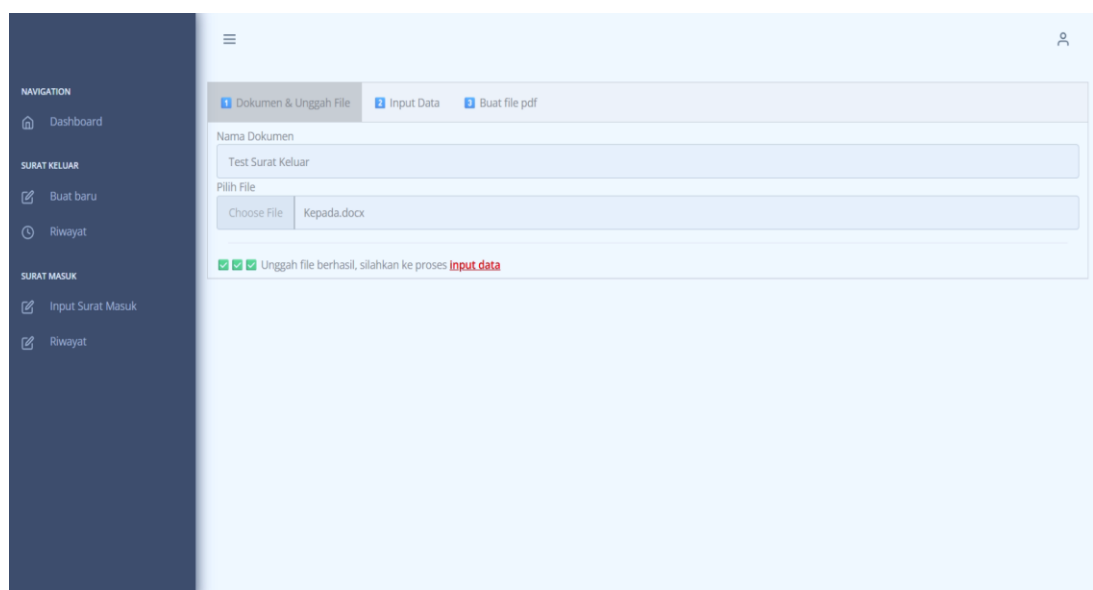 NAVIGATION
Dashboard
SURAT KELUAR
Buat baru
Riwayat
SURAT MASUK
Input Surat Masuk
Riwayat
1 Dokumen & Unggah File 2 Input Data 3 Buat file pdf
Nama Dokumen
Test Surat Keluar
Pilih File
Choose File Kepada.docx
✅✅✅ Unggah file berhasil, silahkan ke proses input data